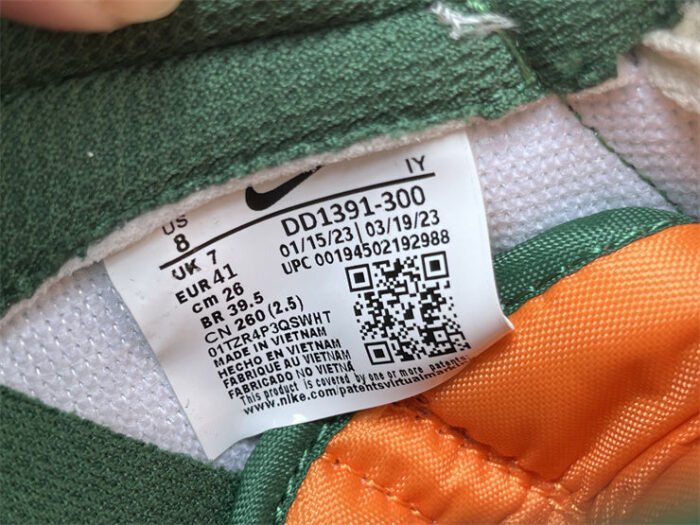 IY
US
8
UK 7
EUR 41
cm 26
BR 39.5
CN 260 (2.5)
01TZR4P3QSWHT
MADE IN VIETNAM
HECHO EN VIETNAM
FABRIQUE AU VIETNAM
FABRICADO NO VIETNA
This product is covered by one or more patents
www.nike.com/patentsvirtualmar
DD1391-300
01/15/23 | 03/19/23
UPC 00194502192988